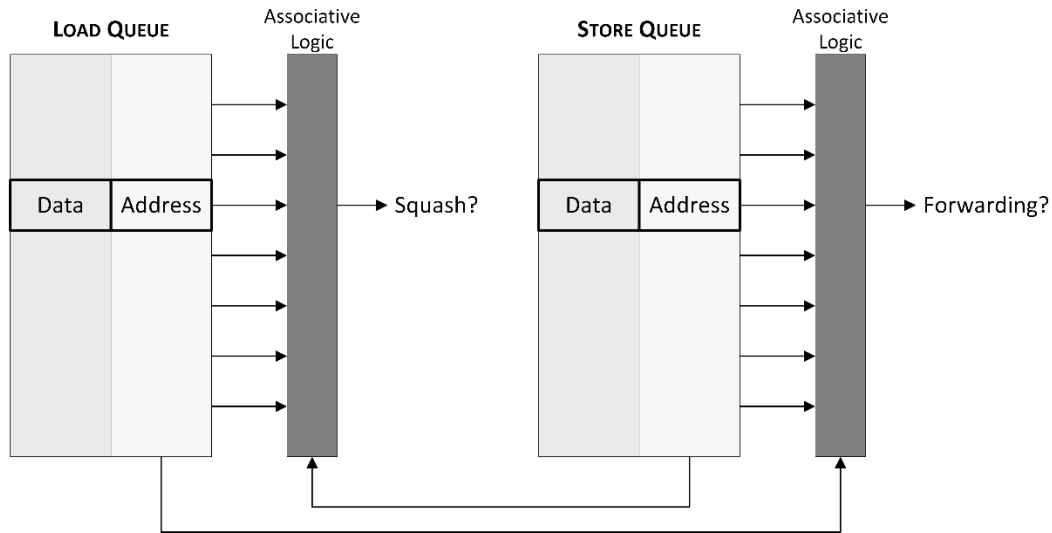 LOAD QUEUE
Associative
Logic
STORE QUEUE
Associative
Logic
Data
Address
Squash?
Data
Address
Forwarding?